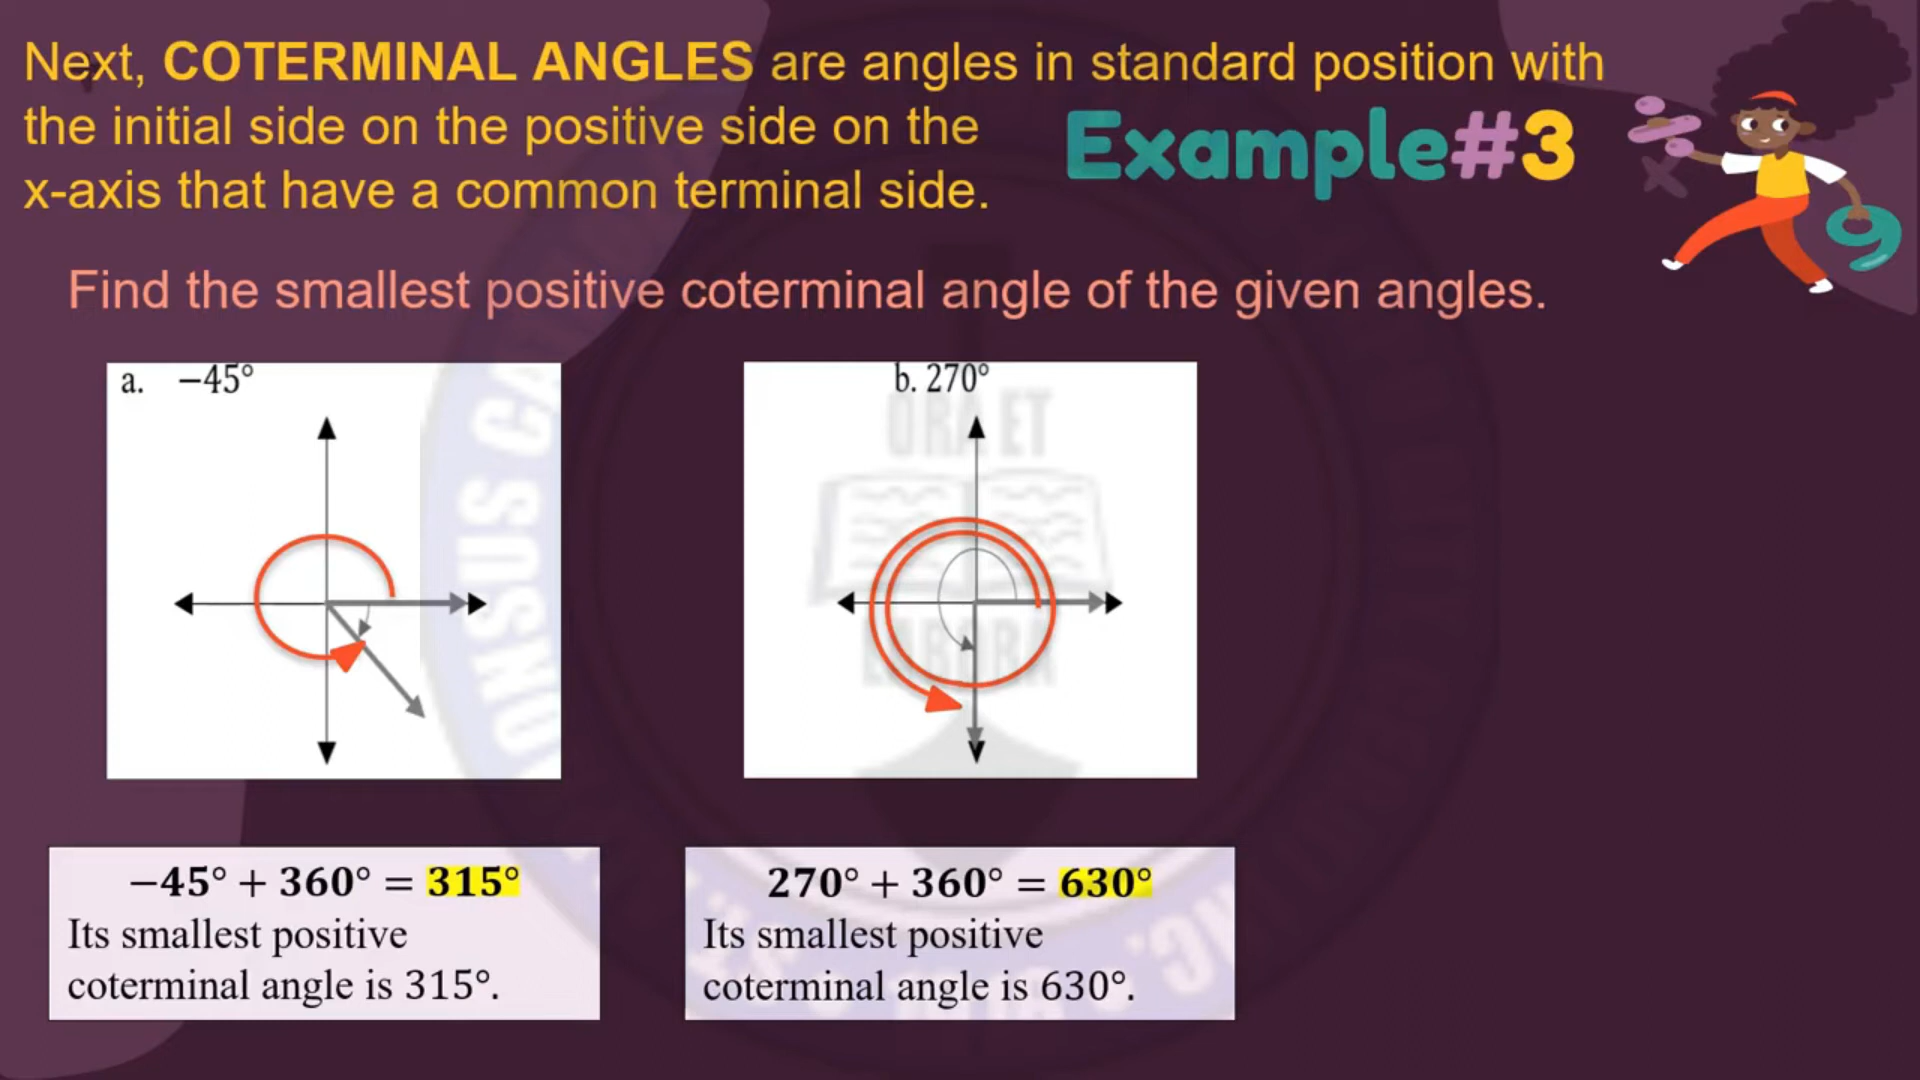 Next, COTERMINAL ANGLES are angles in standard position with
the initial side on the positive side on the
x-axis that have a common terminal side.
Example#3
Find the smallest positive coterminal angle of the given angles.
a. −45°
b. 270°
ORA ET
−45° + 360° = 315°
Its smallest positive
coterminal angle is 315°.
270° + 360° = 630°
Its smallest positive
coterminal angle is 630°.